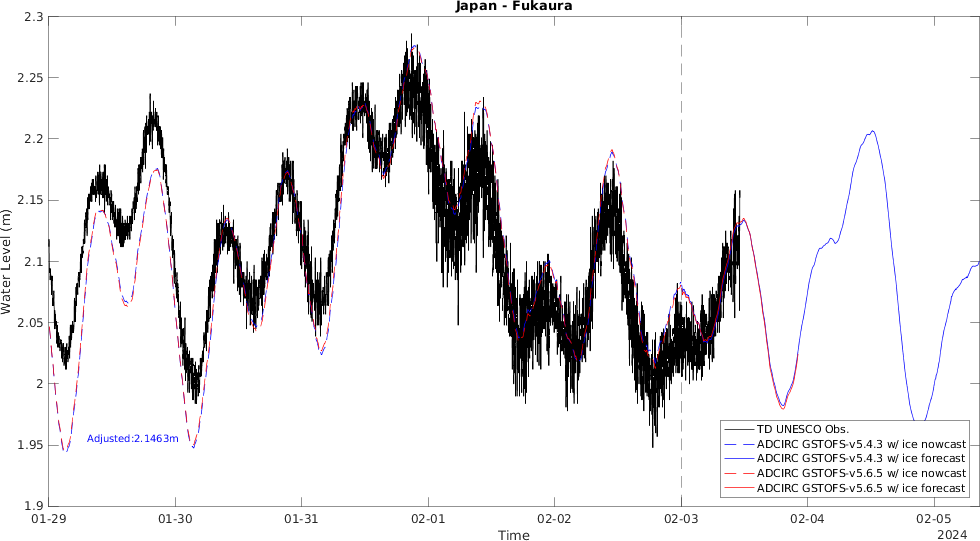 Japan - Fukaura
2.3
2.25
2.2
2.15
2.1
2.05
2
1.95
1.9
Water Level (m)
Adjusted:2.1463m
TD UNESCO Obs.
ADCIRC GSTOFS-v5.4.3 w/ ice nowcast
ADCIRC GSTOFS-v5.4.3 w/ ice forecast
ADCIRC GSTOFS-v5.6.5 w/ ice nowcast
ADCIRC GSTOFS-v5.6.5 w/ ice forecast
01-29 01-30 01-31 02-01 02-02 02-03 02-04 02-05
Time
2024